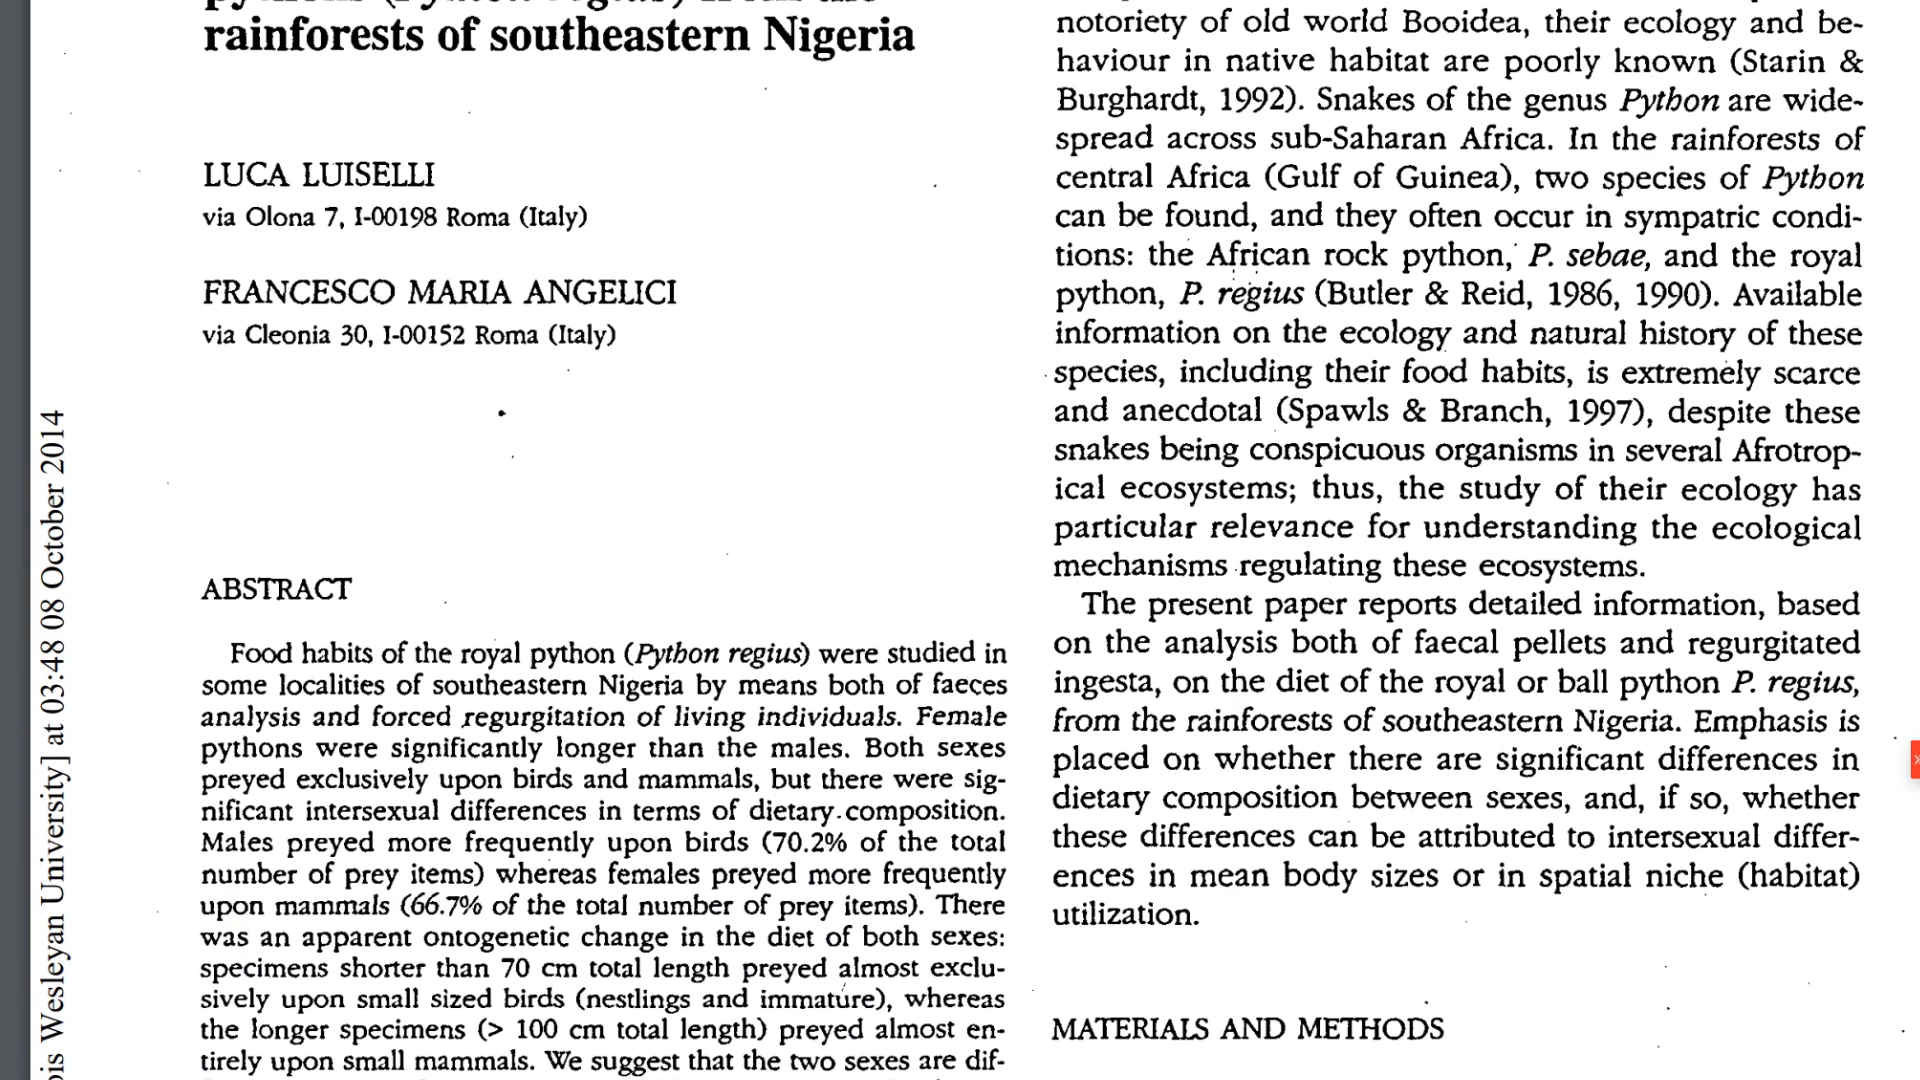 rainforests of southeastern Nigeria
LUCA LUISELLI
via Olona 7, I-00198 Roma (Italy)
FRANCESCO MARIA ANGELICI
via Cleonia 30, I-00152 Roma (Italy)
ABSTRACT
Food habits of the royal python (Python regius) were studied in
some localities of southeastern Nigeria by means both of faeces
analysis and forced regurgitation of living individuals. Female
pythons were significantly longer than the males. Both sexes
preyed exclusively upon birds and mammals, but there were sig-
nificant intersexual differences in terms of dietary composition.
Males preyed more frequently upon birds (70.2% of the total
number of prey items) whereas females preyed more frequently
upon mammals (66.7% of the total number of prey items). There
was an apparent ontogenetic change in the diet of both sexes:
specimens shorter than 70 cm total length preyed almost exclu-
sively upon small sized birds (nestlings and immature), whereas
the longer specimens (> 100 cm total length) preyed almost en-
tirely upon small mammals. We suggest that the two sexes are dif-
notoriety of old world Booidea, their ecology and be-
haviour in native habitat are poorly known (Starin &
Burghardt, 1992). Snakes of the genus Python are wide-
spread across sub-Saharan Africa. In the rainforests of
central Africa (Gulf of Guinea), two species of Python
can be found, and they often occur in sympatric condi-
tions: the African rock python, P. sebae, and the royal
python, P. regius (Butler & Reid, 1986, 1990). Available
information on the ecology and natural history of these
species, including their food habits, is extremely scarce
and anecdotal (Spawls & Branch, 1997), despite these
snakes being conspicuous organisms in several Afrotrop-
ical ecosystems; thus, the study of their ecology has
particular relevance for understanding the ecological
mechanisms regulating these ecosystems.
The present paper reports detailed information, based
on the analysis both of faecal pellets and regurgitated
ingesta, on the diet of the royal or ball python P. regius,
from the rainforests of southeastern Nigeria. Emphasis is
placed on whether there are significant differences in
dietary composition between sexes, and, if so, whether
these differences can be attributed to intersexual differ-
ences in mean body sizes or in spatial niche (habitat)
utilization.
MATERIALS AND METHODS
Wesleyan University] at 03:48 08 October 2014